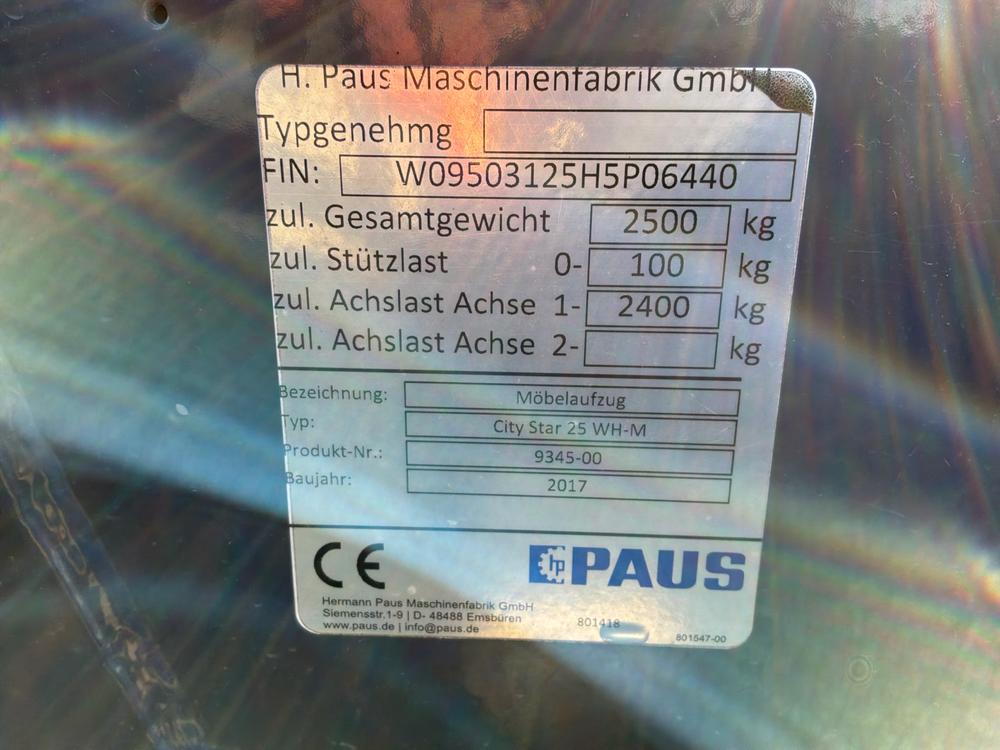 H. Paus Maschinenfabrik GmbH
Typgenehmg
FIN: W09503125H5P06440
zul. Gesamtgewicht 2500 kg
zul. Stützlast 0- 100 kg
zul. Achslast Achse 1- 2400 kg
zul. Achslast Achse 2- kg
Bezeichnung: Möbelaufzug
Typ: City Star 25 WH-M
Produkt-Nr.: 9345-00
Baujahr: 2017
CE hp PAUS
Hermann Paus Maschinenfabrik GmbH
Siemensstr.1-9 | D- 48488 Emsbüren 801418
www.paus.de | info@paus.de 801547-00